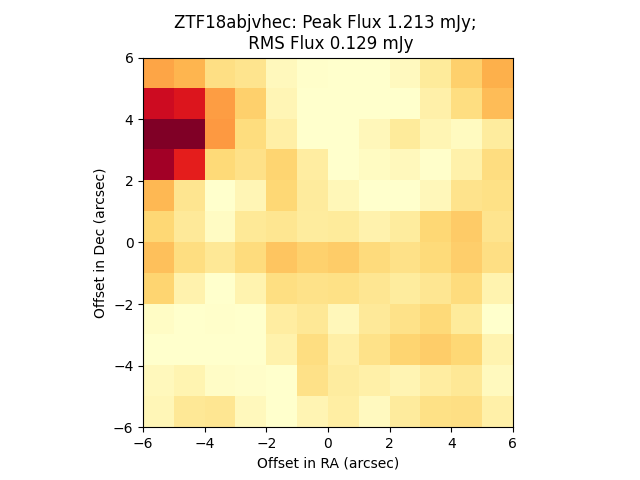 ZTF18abjvhec: Peak Flux 1.213 mJy;
RMS Flux 0.129 mJy
6
4
2
0
−2
−4
−6
Offset in Dec (arcsec)
−6 −4 −2 0 2 4 6
Offset in RA (arcsec)